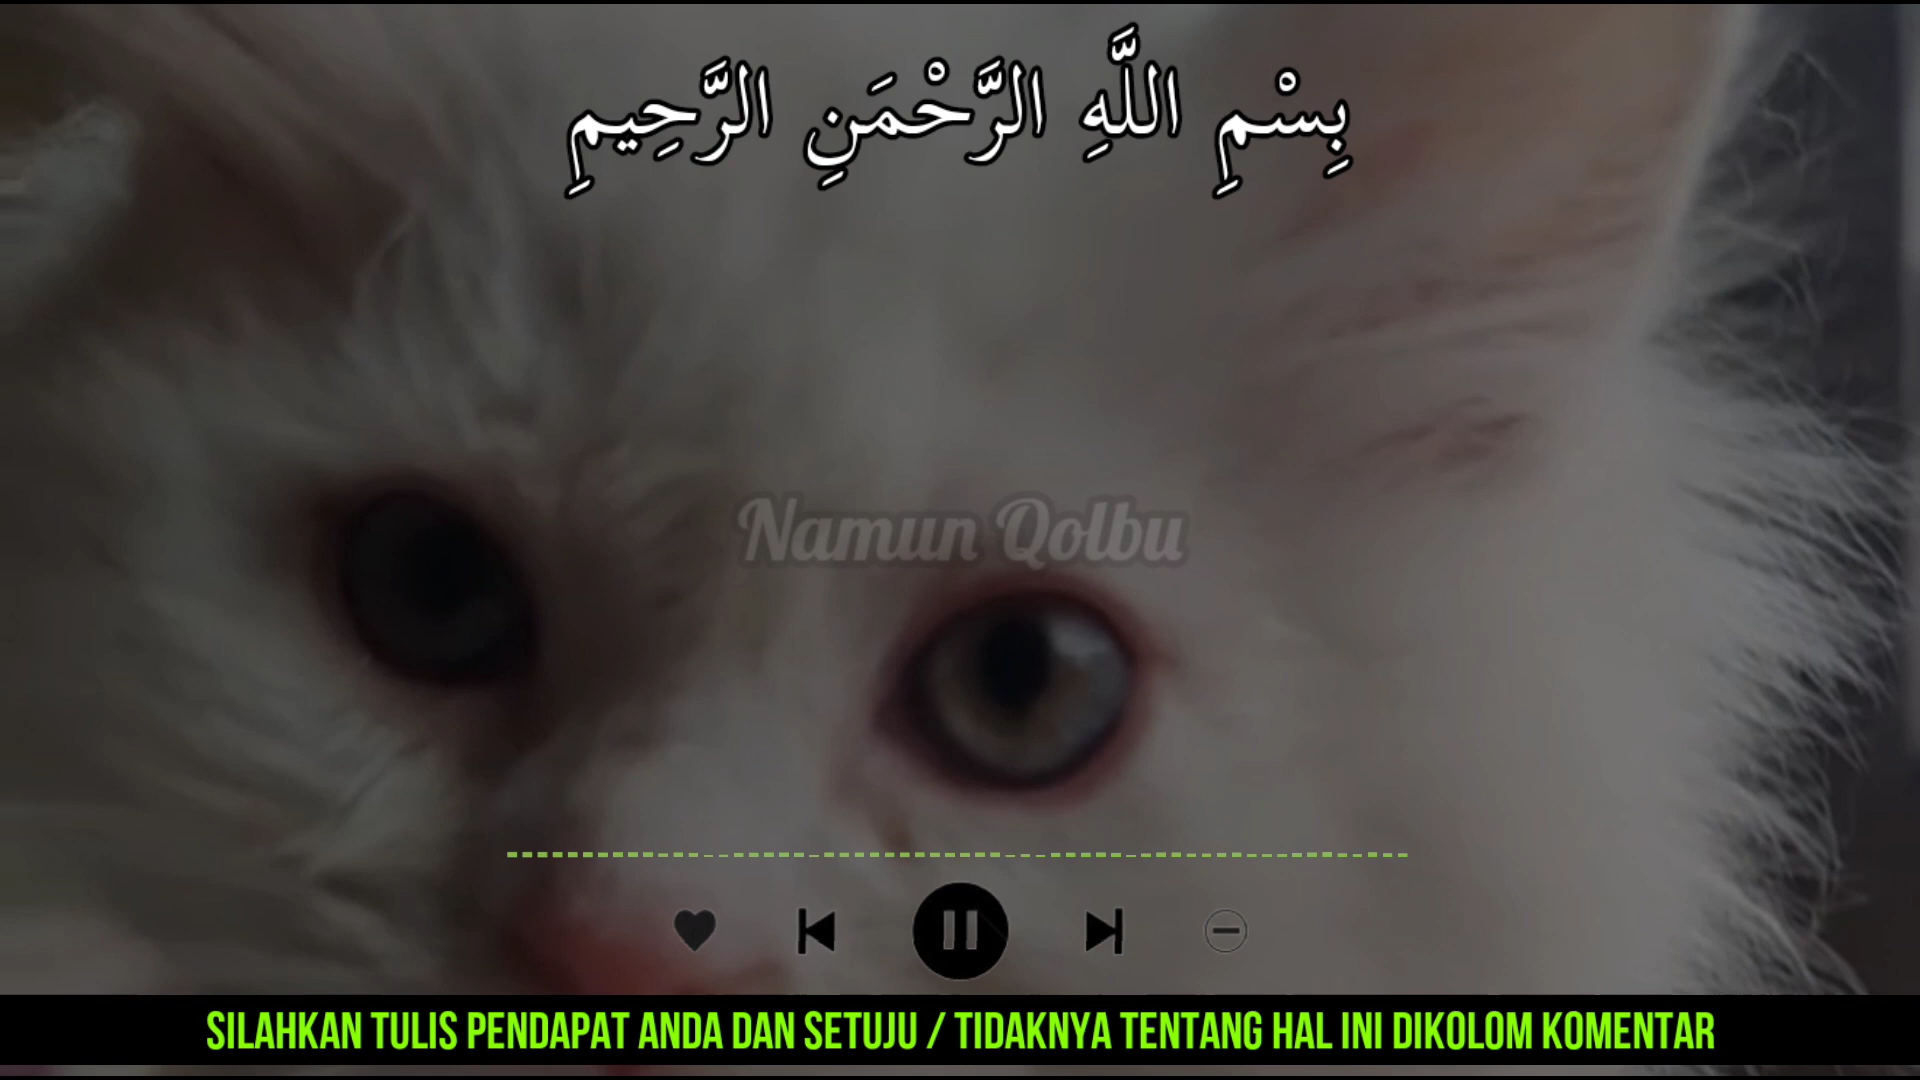 بِسْمِ اللَّهِ الرَّحْمَنِ الرَّحِيمِ
Namun Qolbu
SILAHKAN TULIS PENDAPAT ANDA DAN SETUJU / TIDAKNYA TENTANG HAL INI DIKOLOM KOMENTAR